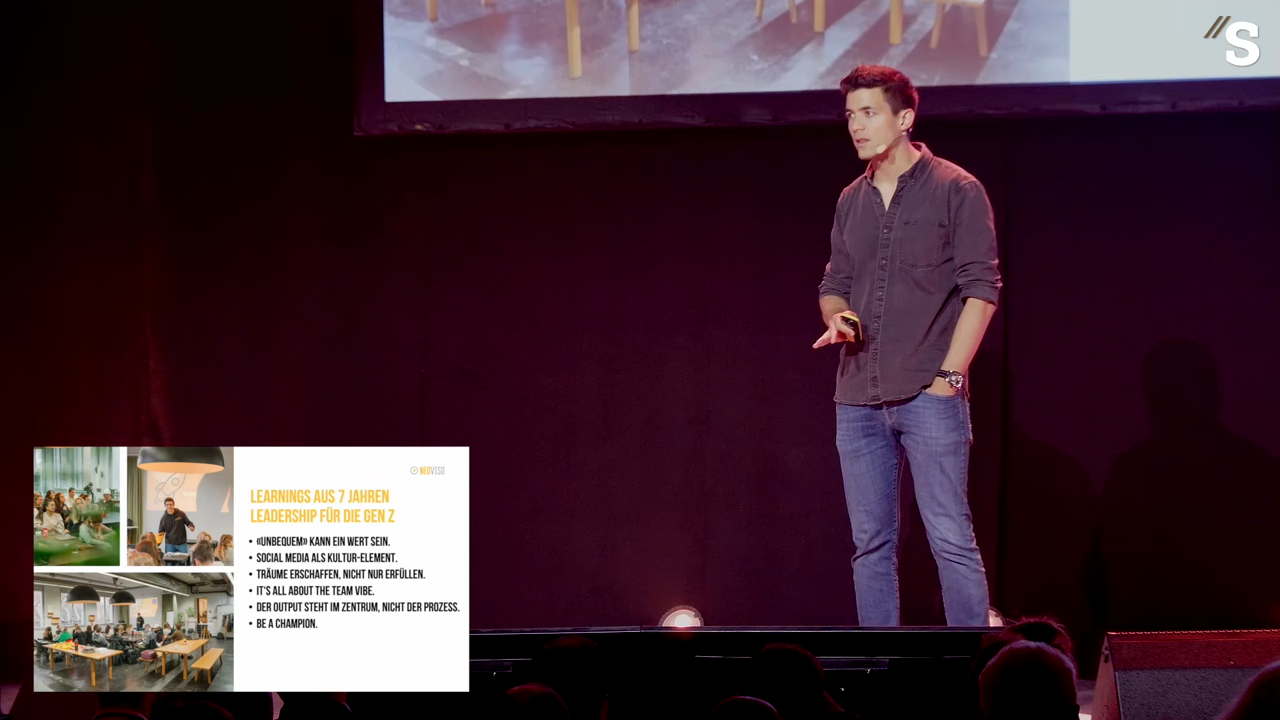 S
NEOVISO
LEARNINGS AUS 7 JAHREN
LEADERSHIP FÜR DIE GEN Z
• «UNBEQUEM» KANN EIN WERT SEIN.
• SOCIAL MEDIA ALS KULTUR-ELEMENT.
• TRÄUME ERSCHAFFEN, NICHT NUR ERFÜLLEN.
• IT'S ALL ABOUT THE TEAM VIBE.
• DER OUTPUT STEHT IM ZENTRUM, NICHT DER PROZESS.
• BE A CHAMPION.